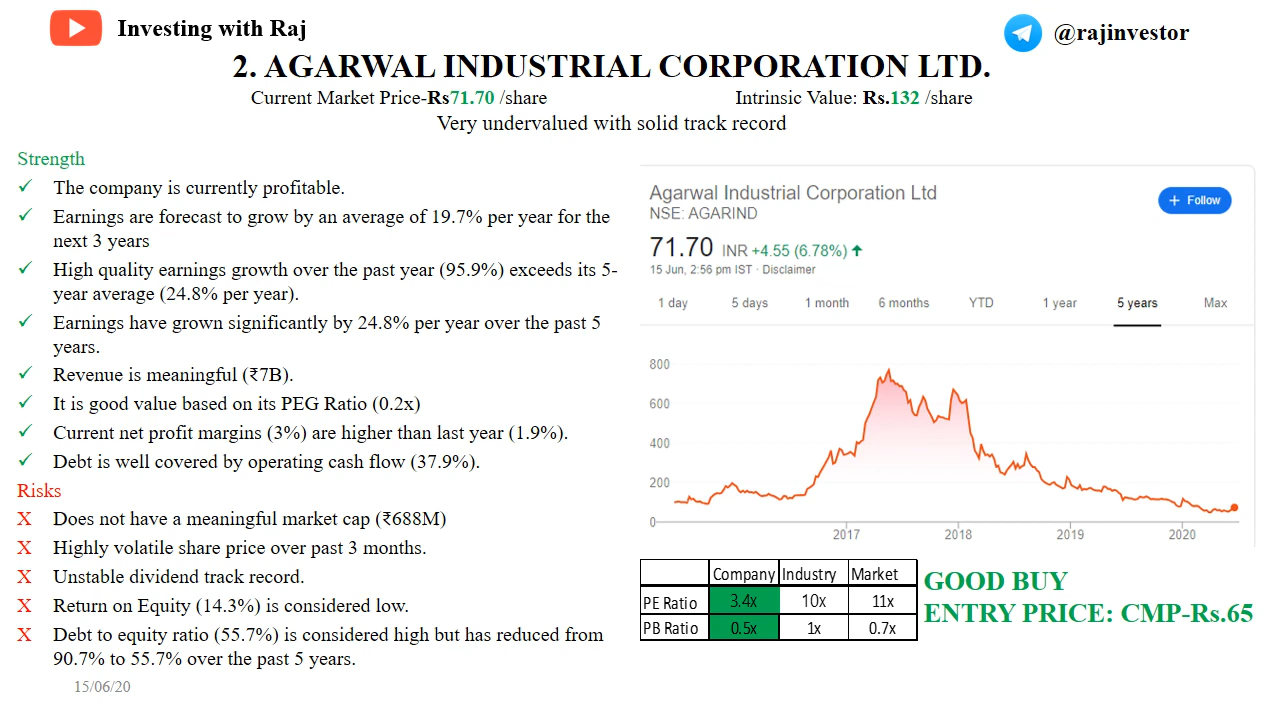 Investing with Raj
@rajinvestor
2. AGARWAL INDUSTRIAL CORPORATION LTD.
Current Market Price-Rs71.70 /share
Intrinsic Value: Rs.132 /share
Very undervalued with solid track record
Strength
✓ The company is currently profitable.
✓ Earnings are forecast to grow by an average of 19.7% per year for the
next 3 years
✓ High quality earnings growth over the past year (95.9%) exceeds its 5-
year average (24.8% per year).
✓ Earnings have grown significantly by 24.8% per year over the past 5
years.
✓ Revenue is meaningful (₹7B).
✓ It is good value based on its PEG Ratio (0.2x)
✓ Current net profit margins (3%) are higher than last year (1.9%).
✓ Debt is well covered by operating cash flow (37.9%).
Risks
X Does not have a meaningful market cap (₹688M)
X Highly volatile share price over past 3 months.
X Unstable dividend track record.
X Return on Equity (14.3%) is considered low.
X Debt to equity ratio (55.7%) is considered high but has reduced from
90.7% to 55.7% over the past 5 years.
15/06/20
Agarwal Industrial Corporation Ltd
NSE: AGARIND
+ Follow
71.70 INR +4.55 (6.78%) ↑
15 Jun, 2:56 pm IST · Disclaimer
1 day 5 days 1 month 6 months YTD 1 year 5 years Max
800
600
400
200
0
2017 2018 2019 2020
Company Industry Market
PE Ratio 3.4x 10x 11x
PB Ratio 0.5x 1x 0.7x
GOOD BUY
ENTRY PRICE: CMP-Rs.65